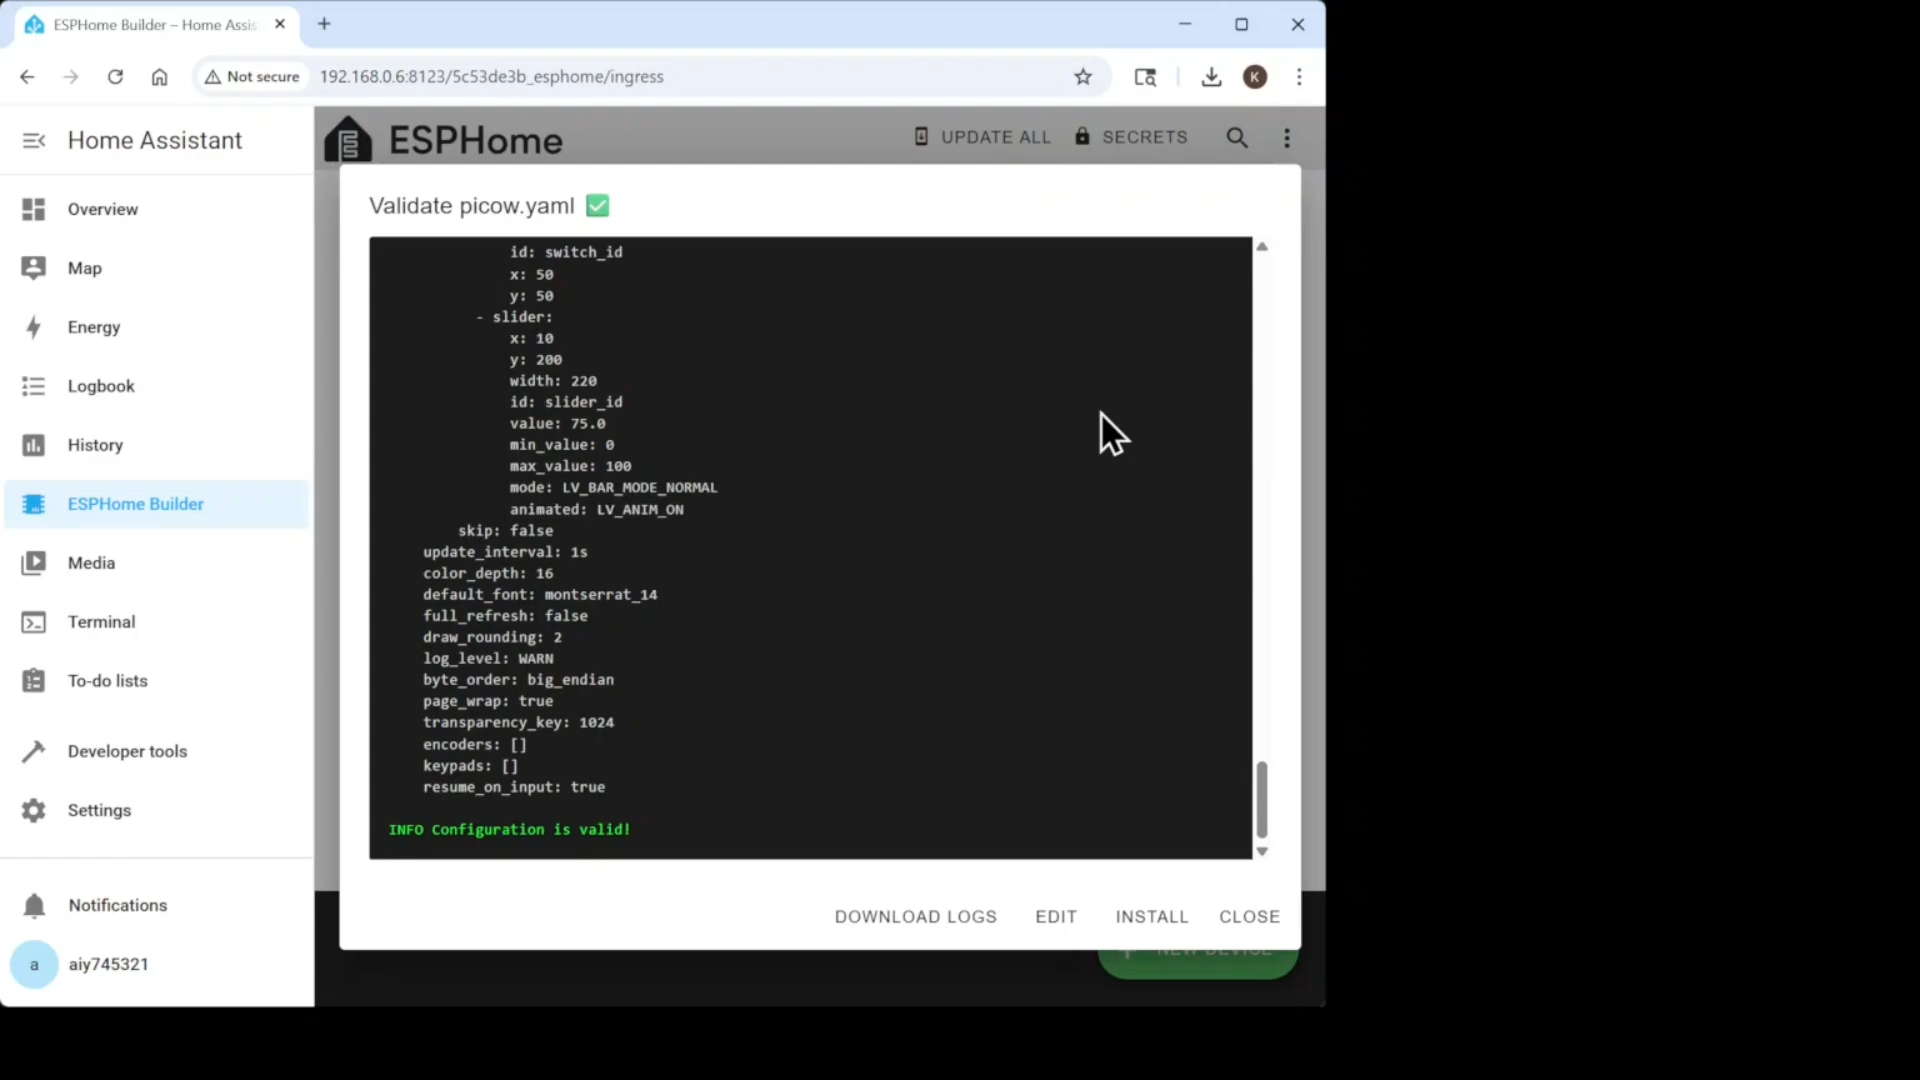 ESPHome Builder – Home Assis
Not secure
192.168.0.6:8123/5c53de3b_esphome/ingress
K
Home Assistant
ESPHome
UPDATE ALL
SECRETS
Overview
Map
Energy
Logbook
History
ESPHome Builder
Media
Terminal
To-do lists
Developer tools
Settings
Notifications
a
aiy745321
Validate picow.yaml
id: switch_id
x: 50
y: 50
- slider:
x: 10
y: 200
width: 220
id: slider_id
value: 75.0
min_value: 0
max_value: 100
mode: LV_BAR_MODE_NORMAL
animated: LV_ANIM_ON
skip: false
update_interval: 1s
color_depth: 16
default_font: montserrat_14
full_refresh: false
draw_rounding: 2
log_level: WARN
byte_order: big_endian
page_wrap: true
transparency_key: 1024
encoders: []
keypads: []
resume_on_input: true
INFO Configuration is valid!
DOWNLOAD LOGS
EDIT
INSTALL
CLOSE
NEW DEVICE